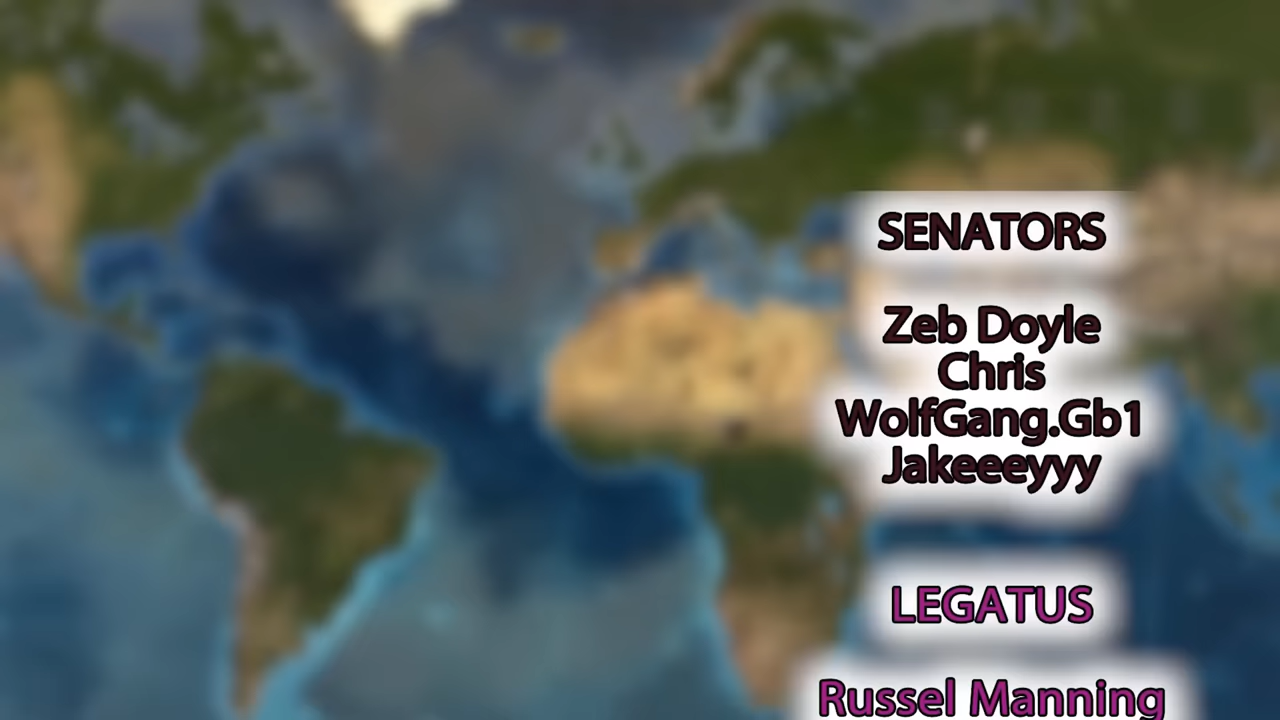 SENATORS
Zeb Doyle
Chris
WolfGang.Gb1
Jakeeeyyy
LEGATUS
Russel Manning